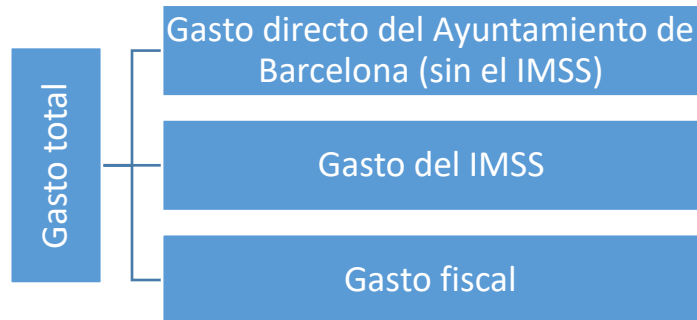 Gasto total
Gasto directo del Ayuntamiento de
Barcelona (sin el IMSS)
Gasto del IMSS
Gasto fiscal